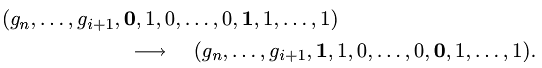 (g_n, …, g_{i+1}, **0**, 1, 0, …, 0, **1**, 1, …, 1)
⟶ (g_n, …, g_{i+1}, **1**, 1, 0, …, 0, **0**, 1, …, 1).